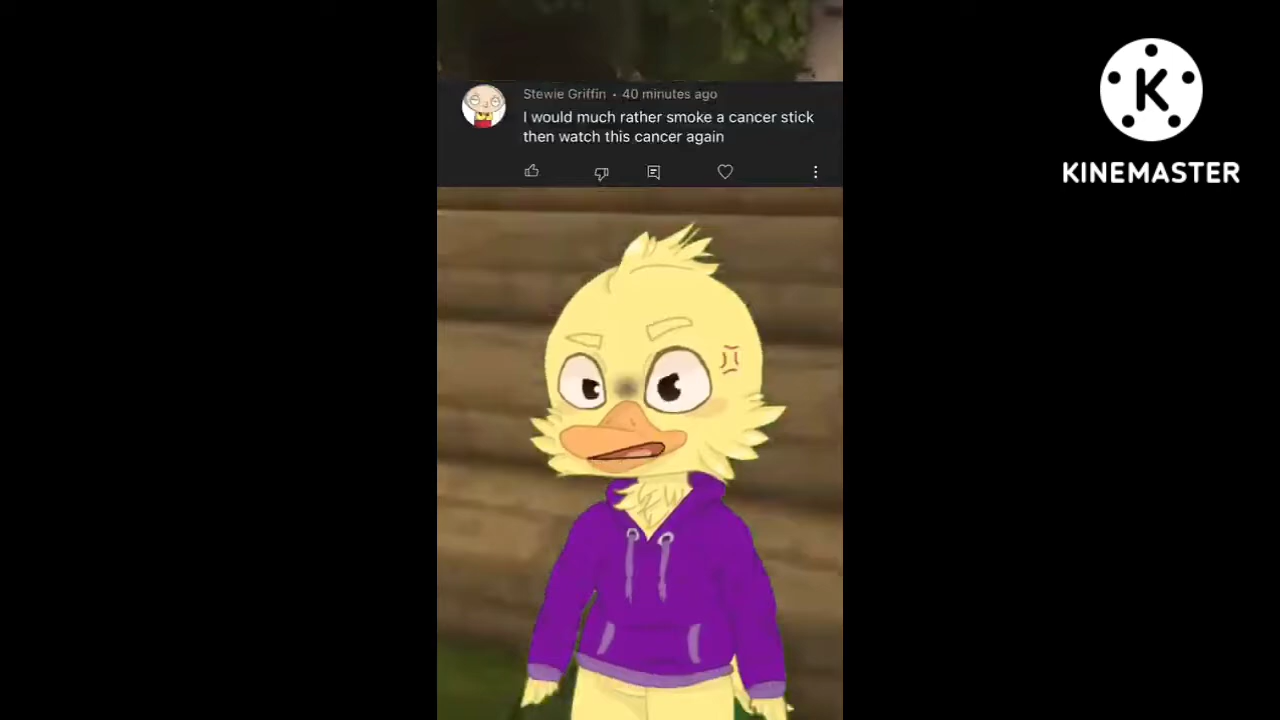 Stewie Griffin • 40 minutes ago
I would much rather smoke a cancer stick
then watch this cancer again
K
KINEMASTER